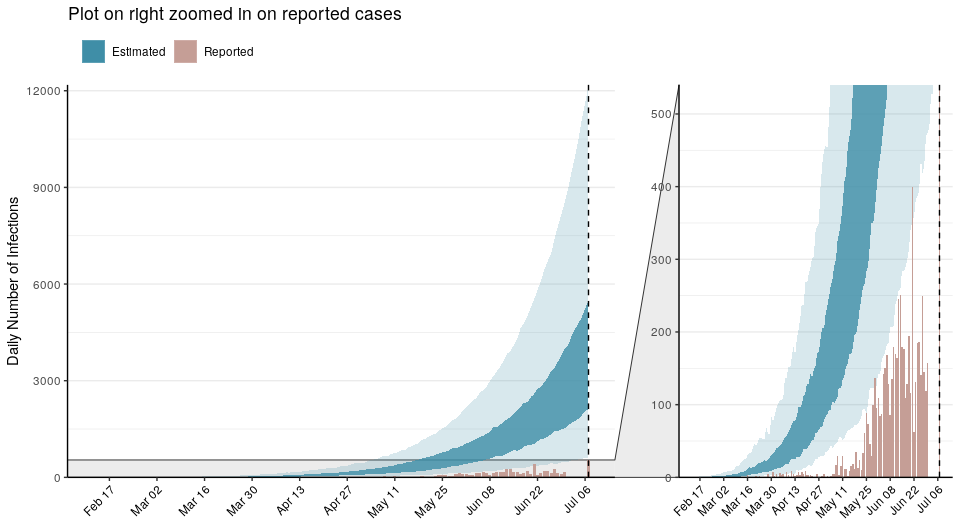 Plot on right zoomed in on reported cases
Estimated Reported
Daily Number of Infections
12000
9000
6000
3000
0
Feb 17 Mar 02 Mar 16 Mar 30 Apr 13 Apr 27 May 11 May 25 Jun 08 Jun 22 Jul 06
500
400
300
200
100
0
Feb 17 Mar 02 Mar 16 Mar 30 Apr 13 Apr 27 May 11 May 25 Jun 08 Jun 22 Jul 06